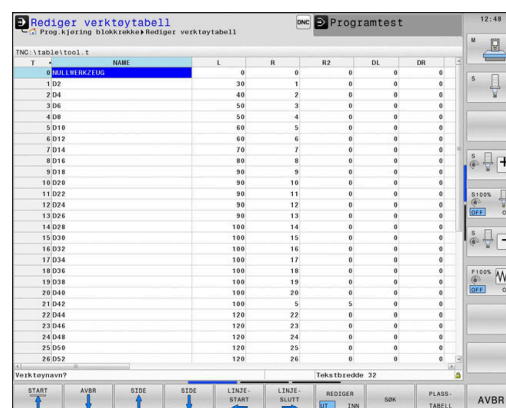 Rediger verktøytabell
Prog.kjøring blokkrekke▸Rediger verktøytabell
DNC
Programtest
12:48
TNC:\table\tool.t
T NAME L R R2 DL DR
0 NULLWERKZEUG 0 0 0 0 0
1 D2 30 1 0 0 0
2 D4 40 2 0 0 0
3 D6 50 3 0 0 0
4 D8 50 4 0 0 0
5 D10 60 5 0 0 0
6 D12 60 6 0 0 0
7 D14 70 7 0 0 0
8 D16 80 8 0 0 0
9 D18 90 9 0 0 0
10 D20 90 10 0 0 0
11 D22 90 11 0 0 0
12 D24 90 12 0 0 0
13 D26 90 13 0 0 0
14 D28 100 14 0 0 0
15 D30 100 15 0 0 0
16 D32 100 16 0 0 0
17 D34 100 17 0 0 0
18 D36 100 18 0 0 0
19 D38 100 19 0 0 0
20 D40 100 20 0 0 0
21 D42 100 5 5 0 0
22 D44 120 22 0 0 0
23 D46 120 23 0 0 0
24 D48 120 24 0 0 0
25 D50 120 25 0 0 0
26 D52 120 26 0 0 0
Verktøynavn?
Tekstbredde 32
M
S
S
S100%
OFF
S
F100%
OFF
START
AVBR
SIDE
SIDE
LINJE-
START
LINJE-
SLUTT
REDIGER
UT INN
SØK
PLASS-
TABELL
AVBR